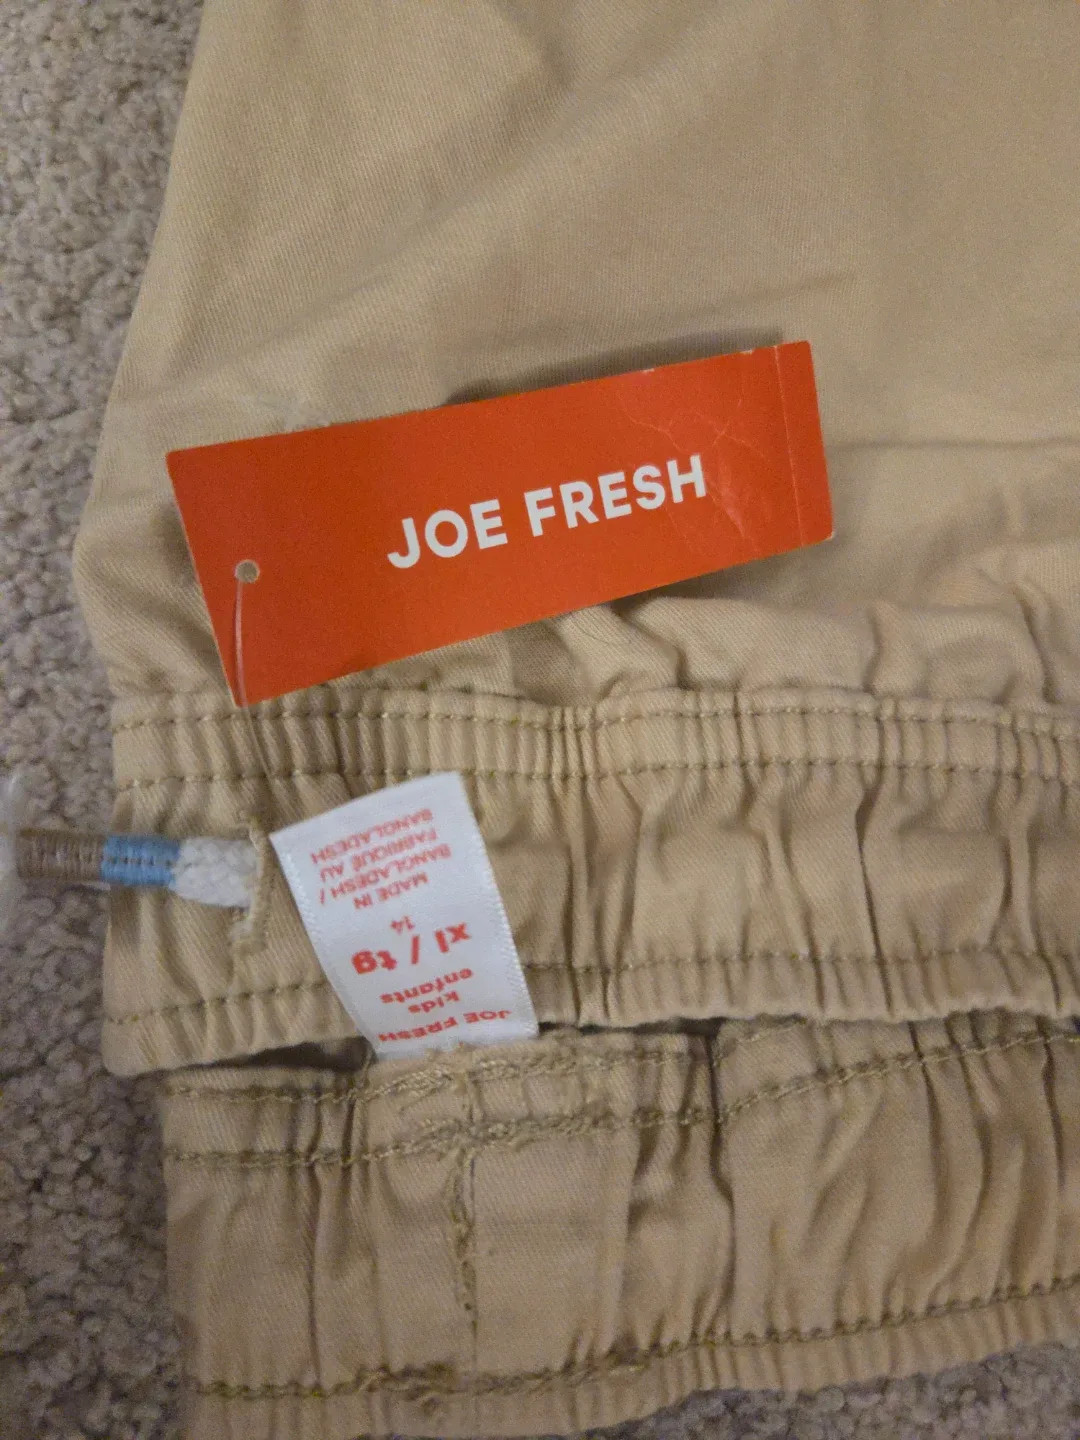 JOE FRESH
JOE FRESH
kids
enfants
xl / tg
14
MADE IN
BANGLADESH /
FABRIQUÉ AU
BANGLADESH